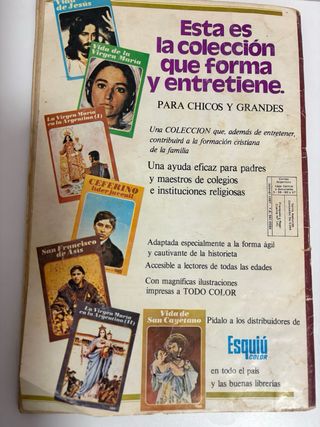 Vida
de Jesús
Esta es
la colección
que forma
y entretiene.
Vida de la
Virgen María
PARA CHICOS Y GRANDES
La Virgen María
en la Argentina (I)
Una COLECCION que, además de entretener,
contribuirá a la formación cristiana
de la familia
CEFERINO
líder juvenil
Una ayuda eficaz para padres
y maestros de colegios
e instituciones religiosas
San Francisco
de Asís
Adaptada especialmente a la forma ágil
y cautivante de la historieta
Accesible a lectores de todas las edades
Con magníficas ilustraciones
impresas a TODO COLOR
La Virgen María
en la Argentina (II)
Vida de
San Cayetano
Pídalo a los distribuidores de
Esquiú
COLOR
en todo el país
y las buenas librerías